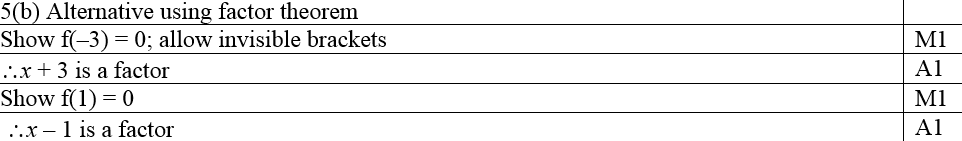 5(b) Alternative using factor theorem
Show f(–3) = 0; allow invisible brackets M1
∴x + 3 is a factor A1
Show f(1) = 0 M1
∴x – 1 is a factor A1